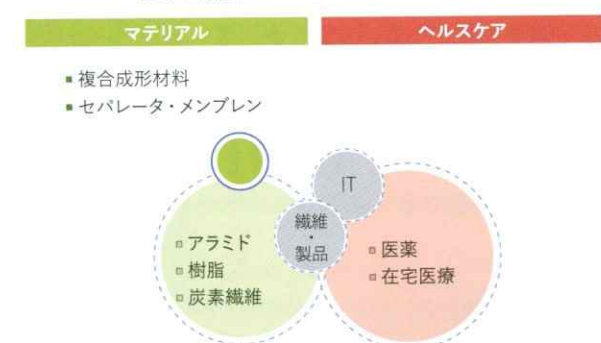 マテリアル
ヘルスケア
▪ 複合成形材料
▪ セパレータ・メンブレン
IT
繊維
・
製品
▫ アラミド
▫ 樹脂
▫ 炭素繊維
▫ 医薬
▫ 在宅医療